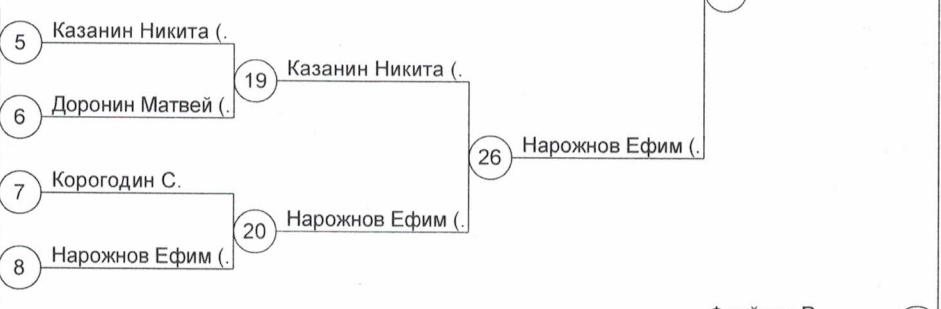 5 Казанин Никита (.
19 Казанин Никита (.
6 Доронин Матвей (.
26 Нарожнов Ефим (.
7 Корогодин С.
20 Нарожнов Ефим (.
8 Нарожнов Ефим (.